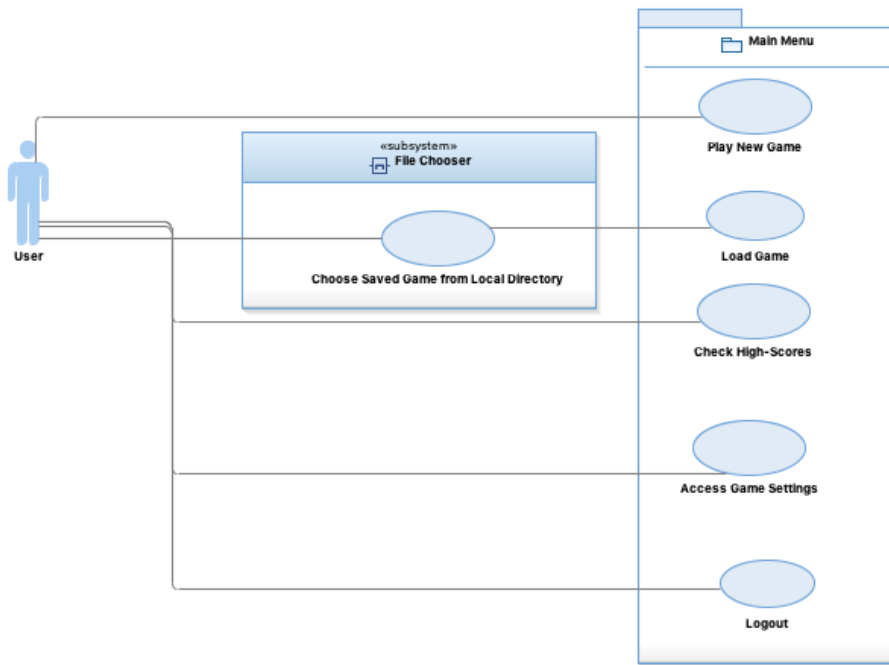 Main Menu
Play New Game
«subsystem»
File Chooser
User
Load Game
Choose Saved Game from Local Directory
Check High-Scores
Access Game Settings
Logout